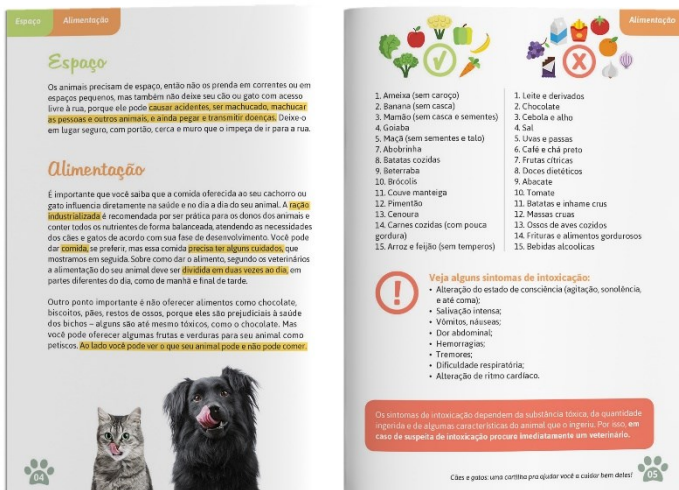 Espaço
Alimentação
Espaço
Os animais precisam de espaço, então não os prenda em correntes ou em
espaços pequenos, mas também não deixe seu cão ou gato com acesso
livre à rua, porque ele pode causar acidentes, ser machucado, machucar
as pessoas e outros animais, e ainda pegar e transmitir doenças. Deixe-o
em lugar seguro, com portão, cerca e muro que o impeça de ir para a rua.
Alimentação
É importante que você saiba que a comida oferecida ao seu cachorro ou
gato influencia diretamente na saúde e no dia a dia do seu animal. A ração
industrializada é recomendada por ser prática para os donos dos animais e
conter todos os nutrientes de forma balanceada, atendendo as necessidades
dos cães e gatos de acordo com sua fase de desenvolvimento. Você pode
dar comida, se preferir, mas essa comida precisa ter alguns cuidados, que
mostramos em seguida. Sobre como dar o alimento, segundo os veterinários
a alimentação do seu animal deve ser dividida em duas vezes ao dia, em
partes diferentes do dia, como de manhã e final de tarde.
Outro ponto importante é não oferecer alimentos como chocolate,
biscoitos, pães, restos de ossos, porque eles são prejudiciais à saúde
dos bichos – alguns são até mesmo tóxicos, como o chocolate. Mas
você pode oferecer algumas frutas e verduras para seu animal como
petiscos. Ao lado você pode ver o que seu animal pode e não pode comer.
04
Alimentação
1. Ameixa (sem caroço)
2. Banana (sem casca)
3. Mamão (sem casca e sementes)
4. Goiaba
5. Maçã (sem sementes e talo)
7. Abobrinha
8. Batatas cozidas
9. Beterraba
10. Brócolis
11. Couve manteiga
12. Pimentão
13. Cenoura
14. Carnes cozidas (com pouca
gordura)
15. Arroz e feijão (sem temperos)
1. Leite e derivados
2. Chocolate
3. Cebola e alho
4. Sal
5. Uvas e passas
6. Café e chá preto
7. Frutas cítricas
8. Doces dietéticos
9. Abacate
10. Tomate
11. Batatas e inhame crus
12. Massas cruas
13. Ossos de aves cozidos
14. Frituras e alimentos gordurosos
15. Bebidas alcoolicas
Veja alguns sintomas de intoxicação:
• Alteração do estado de consciência (agitação, sonolência,
e até coma);
• Salivação intensa;
• Vômitos, náuseas;
• Dor abdominal;
• Hemorragias;
• Tremores;
• Dificuldade respiratória;
• Alteração de ritmo cardíaco.
Os sintomas de intoxicação dependem da substância tóxica, da quantidade
ingerida e de algumas características do animal que o ingeriu. Por isso, em
caso de suspeita de intoxicação procure imediatamente um veterinário.
Cães e gatos: uma cartilha pra ajudar você a cuidar bem deles!
05